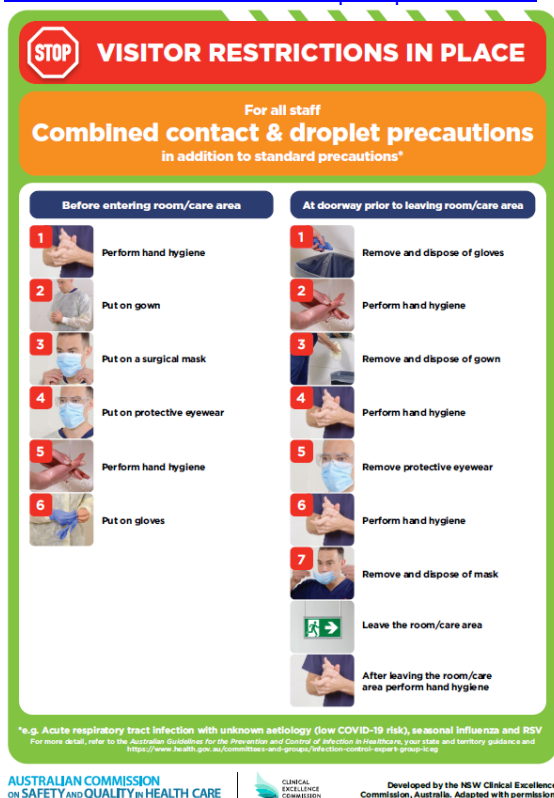 STOP
VISITOR RESTRICTIONS IN PLACE
For all staff
Combined contact & droplet precautions
in addition to standard precautions*
Before entering room/care area
1
Perform hand hygiene
2
Put on gown
3
Put on a surgical mask
4
Put on protective eyewear
5
Perform hand hygiene
6
Put on gloves
At doorway prior to leaving room/care area
1
Remove and dispose of gloves
2
Perform hand hygiene
3
Remove and dispose of gown
4
Perform hand hygiene
5
Remove protective eyewear
6
Perform hand hygiene
7
Remove and dispose of mask
Leave the room/care area
After leaving the room/care
area perform hand hygiene
*e.g. Acute respiratory tract infection with unknown aetiology (low COVID-19 risk), seasonal influenza and RSV
For more detail, refer to the Australian Guidelines for the Prevention and Control of Infection in Healthcare, your state and territory guidance and
https://www.health.gov.au/committees-and-groups/infection-control-expert-group-iceg
AUSTRALIAN COMMISSION
ON SAFETY AND QUALITY IN HEALTH CARE
CLINICAL
EXCELLENCE
COMMISSION
Developed by the NSW Clinical Excellence
Commission, Australia. Adapted with permission